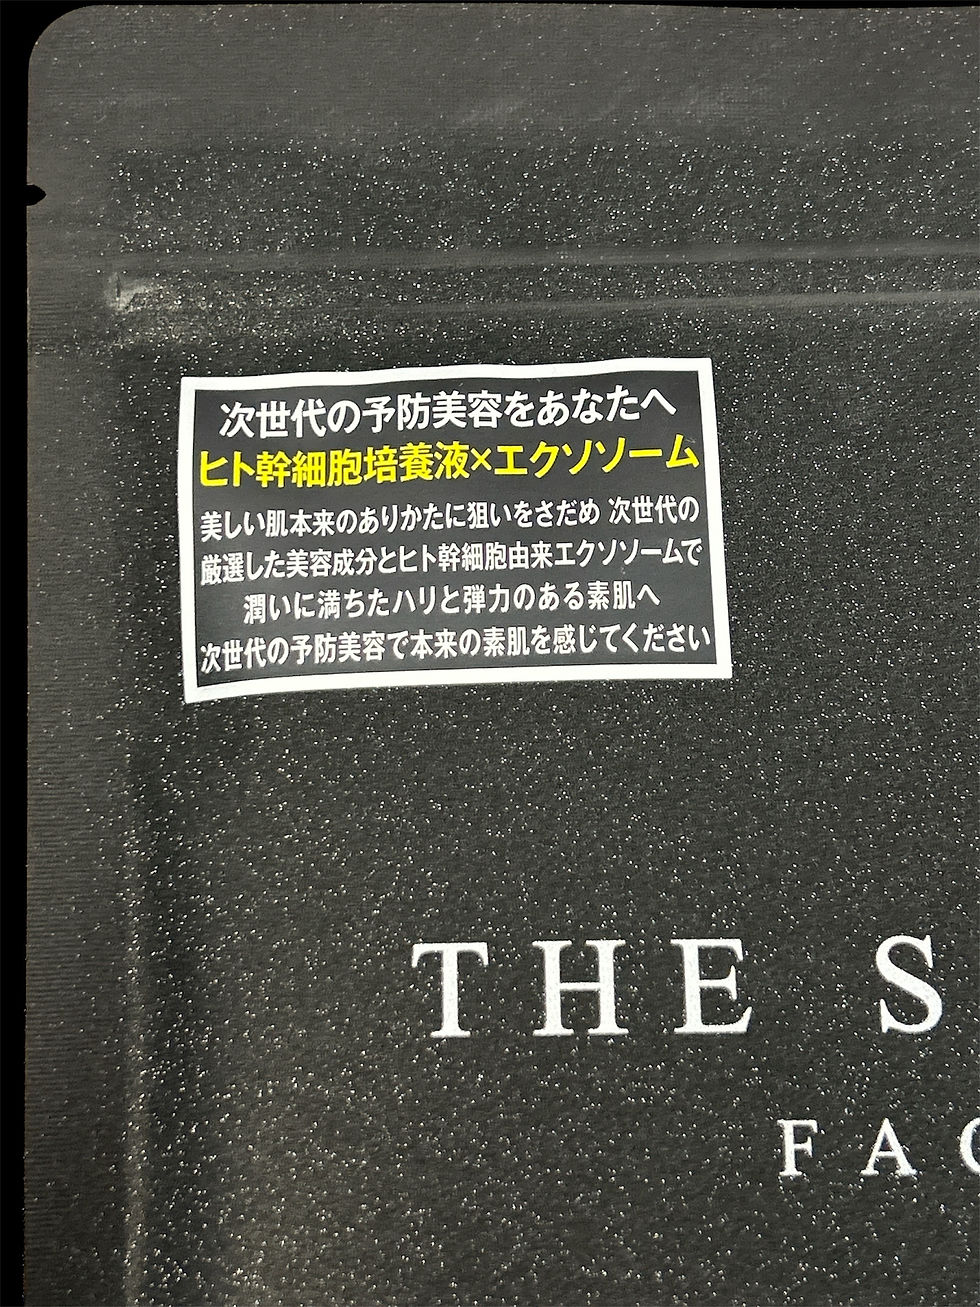 次世代の予防美容をあなたへ
ヒト幹細胞培養液×エクソソーム
美しい肌本来のありかたに狙いをさだめ 次世代の
厳選した美容成分とヒト幹細胞由来エクソソームで
潤いに満ちたハリと弾力のある素肌へ
次世代の予防美容で本来の素肌を感じてください
THE S
FAC